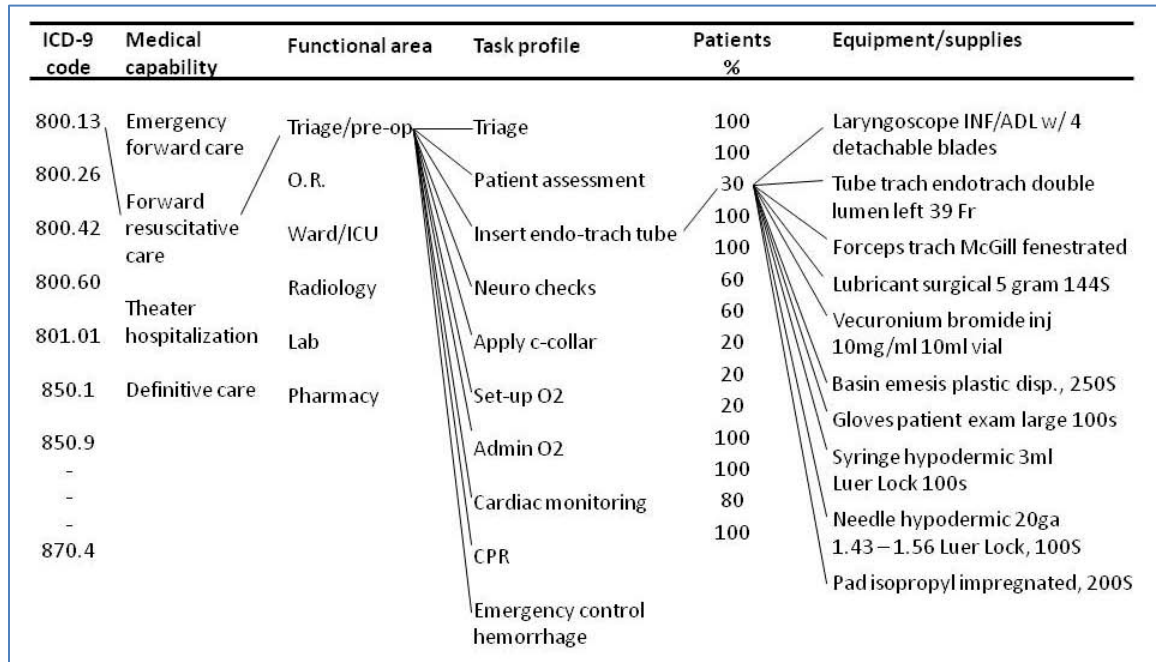 ICD-9
code
Medical
capability
Functional area
Task profile
Patients
%
Equipment/supplies
800.13
800.26
800.42
800.60
801.01
850.1
850.9
-
-
-
870.4
Emergency
forward care
Forward
resuscitative
care
Theater
hospitalization
Definitive care
Triage/pre-op
O.R.
Ward/ICU
Radiology
Lab
Pharmacy
Triage
Patient assessment
Insert endo-trach tube
Neuro checks
Apply c-collar
Set-up O2
Admin O2
Cardiac monitoring
CPR
Emergency control
hemorrhage
100
100
30
100
100
60
60
20
20
20
100
100
80
100
Laryngoscope INF/ADL w/ 4
detachable blades
Tube trach endotrach double
lumen left 39 Fr
Forceps trach McGill fenestrated
Lubricant surgical 5 gram 144S
Vecuronium bromide inj
10mg/ml 10ml vial
Basin emesis plastic disp., 250S
Gloves patient exam large 100s
Syringe hypodermic 3ml
Luer Lock 100s
Needle hypodermic 20ga
1.43 – 1.56 Luer Lock, 100S
Pad isopropyl impregnated, 200S